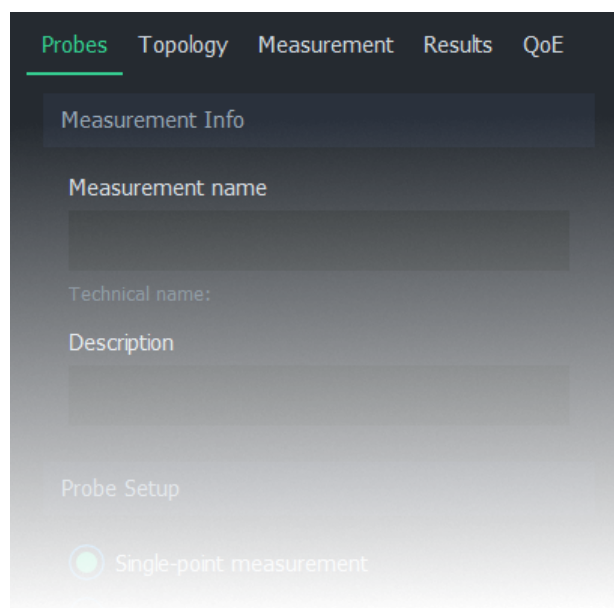 Probes Topology Measurement Results QoE
Measurement Info
Measurement name
Technical name:
Description
Probe Setup
Single-point measurement